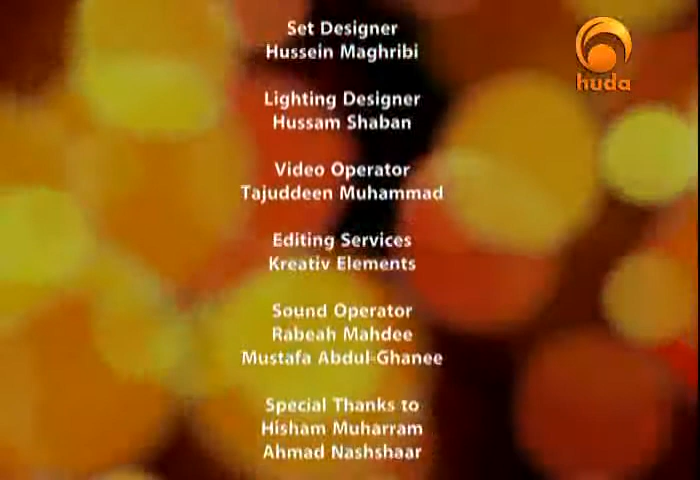 Set Designer
Hussein Maghribi
Lighting Designer
Hussam Shaban
Video Operator
Tajuddeen Muhammad
Editing Services
Kreativ Elements
Sound Operator
Rabeah Mahdee
Mustafa Abdul-Ghanee
Special Thanks to
Hisham Muharram
Ahmad Nashshaar
huda